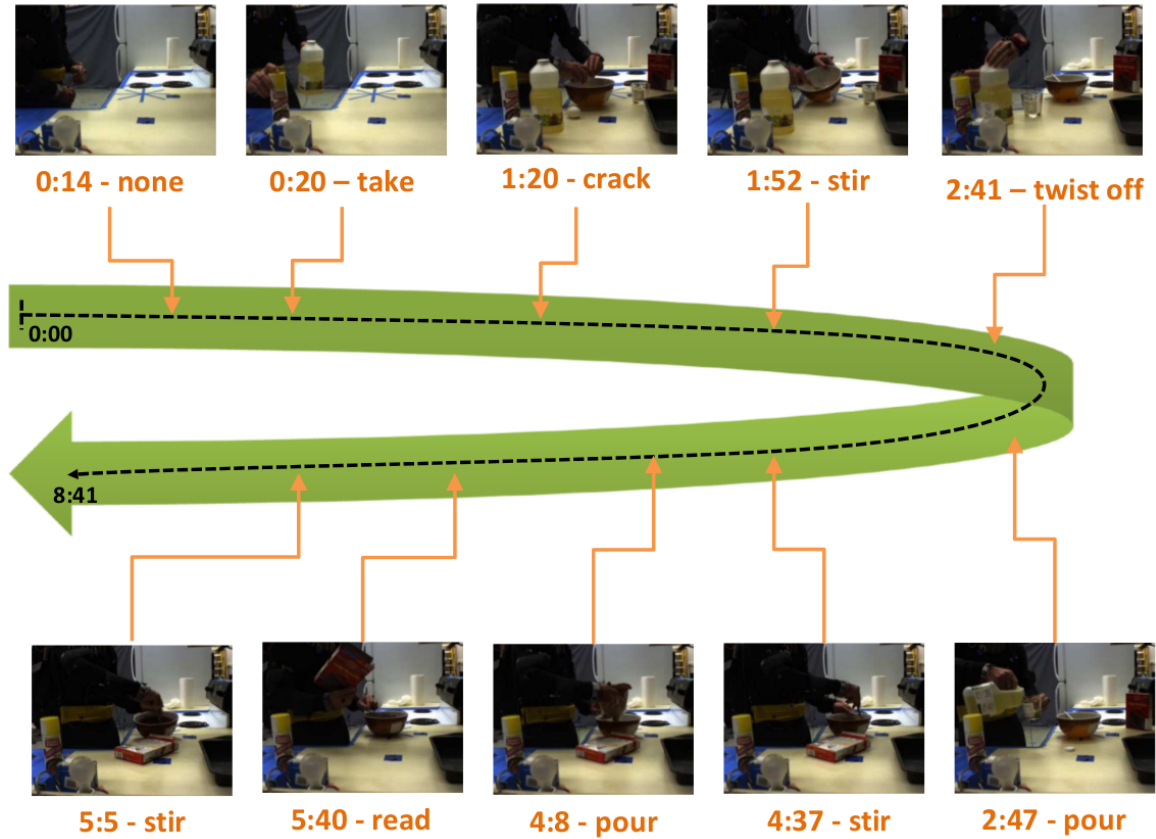 0:14 - none
0:20 – take
1:20 - crack
1:52 - stir
2:41 – twist off
0:00
8:41
5:5 - stir
5:40 - read
4:8 - pour
4:37 - stir
2:47 - pour